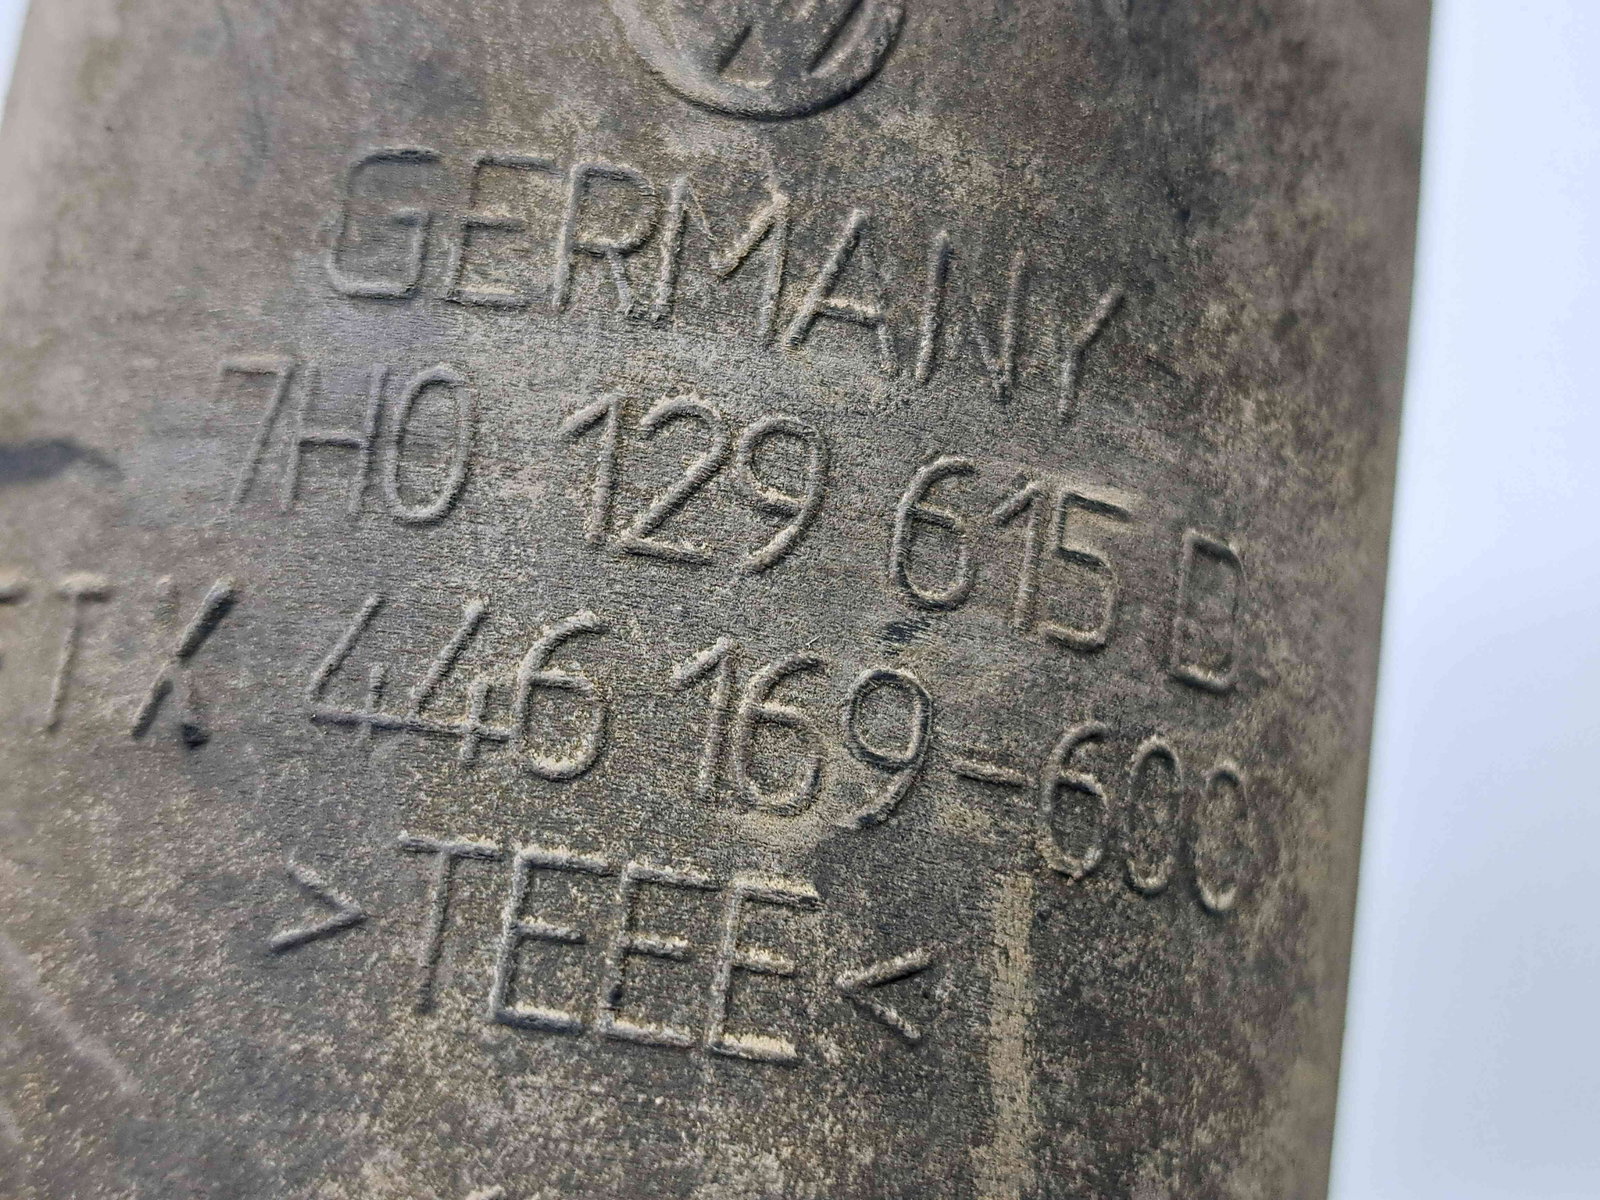 GERMANY
7H0 129 615 D
446 169-600
>TEEE<